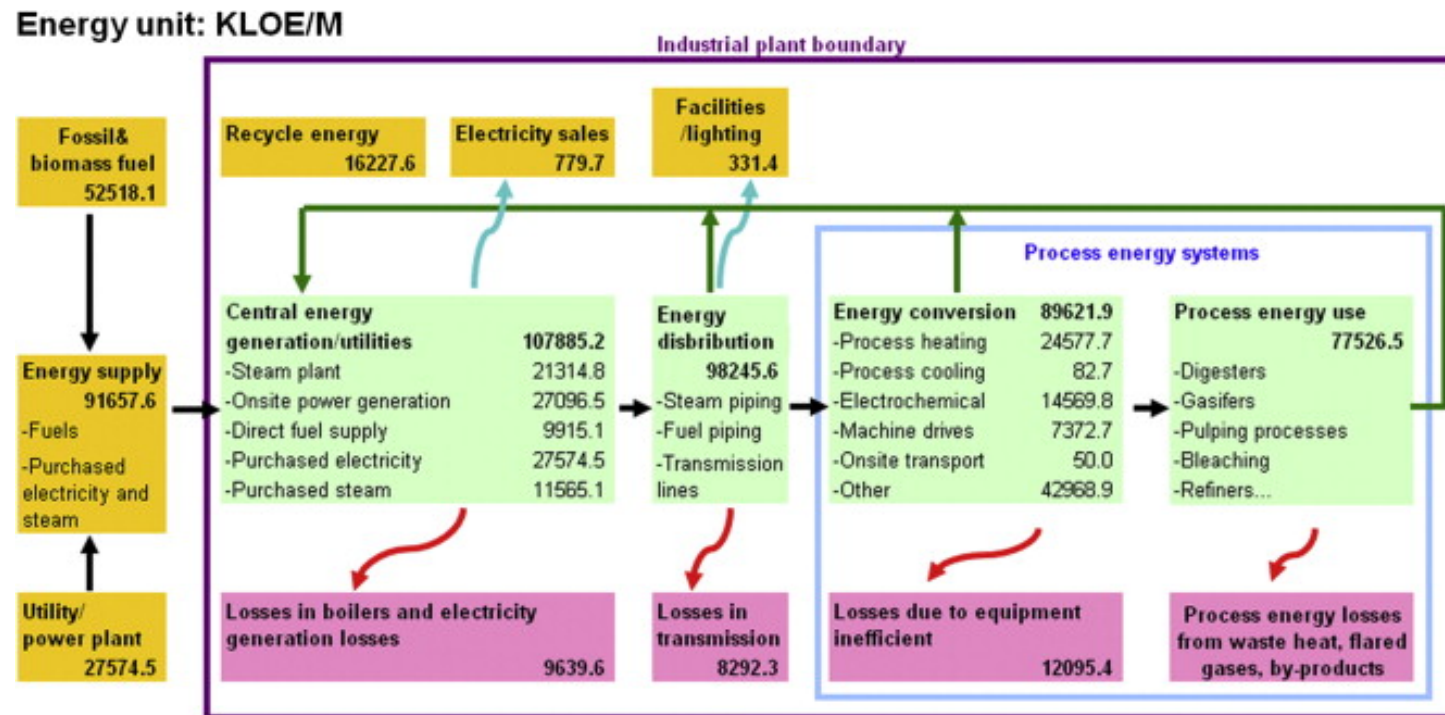 Energy unit: KLOE/M
Industrial plant boundary
Fossil&
biomass fuel
52518.1
Recycle energy
16227.6
Electricity sales
779.7
Facilities
/lighting
331.4
Process energy systems
Energy supply
91657.6
-Fuels
-Purchased
electricity and
steam
Central energy
generation/utilities 107885.2
-Steam plant 21314.8
-Onsite power generation 27096.5
-Direct fuel supply 9915.1
-Purchased electricity 27574.5
-Purchased steam 11565.1
Energy
disbribution
98245.6
-Steam piping
-Fuel piping
-Transmission
lines
Energy conversion 89621.9
-Process heating 24577.7
-Process cooling 82.7
-Electrochemical 14569.8
-Machine drives 7372.7
-Onsite transport 50.0
-Other 42968.9
Process energy use
77526.5
-Digesters
-Gasifers
-Pulping processes
-Bleaching
-Refiners...
Utility/
power plant
27574.5
Losses in boilers and electricity
generation losses
9639.6
Losses in
transmission
8292.3
Losses due to equipment
inefficient
12095.4
Process energy losses
from waste heat, flared
gases, by-products